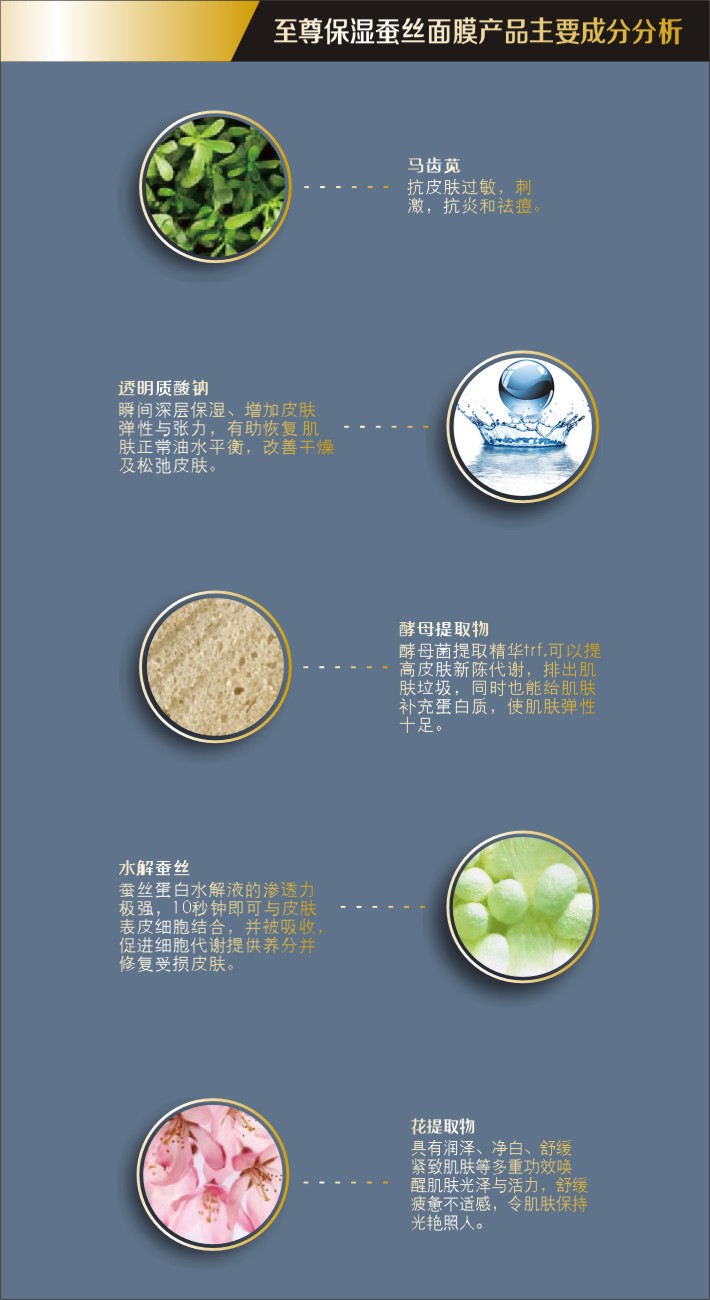 至尊保湿蚕丝面膜产品主要成分分析
马齿苋
抗皮肤过敏，刺
激，抗炎和祛痘。
透明质酸钠
瞬间深层保湿、增加皮肤
弹性与张力，有助恢复肌
肤正常油水平衡，改善干燥
及松弛皮肤。
酵母提取物
酵母菌提取精华trf,可以提
高皮肤新陈代谢，排出肌
肤垃圾，同时也能给肌肤
补充蛋白质，使肌肤弹性
十足。
水解蚕丝
蚕丝蛋白水解液的渗透力
极强，10秒钟即可与皮肤
表皮细胞结合，并被吸收，
促进细胞代谢提供养分并
修复受损皮肤。
花提取物
具有润泽、净白、舒缓
紧致肌肤等多重功效唤
醒肌肤光泽与活力，舒缓
疲惫不适感，令肌肤保持
光艳照人。